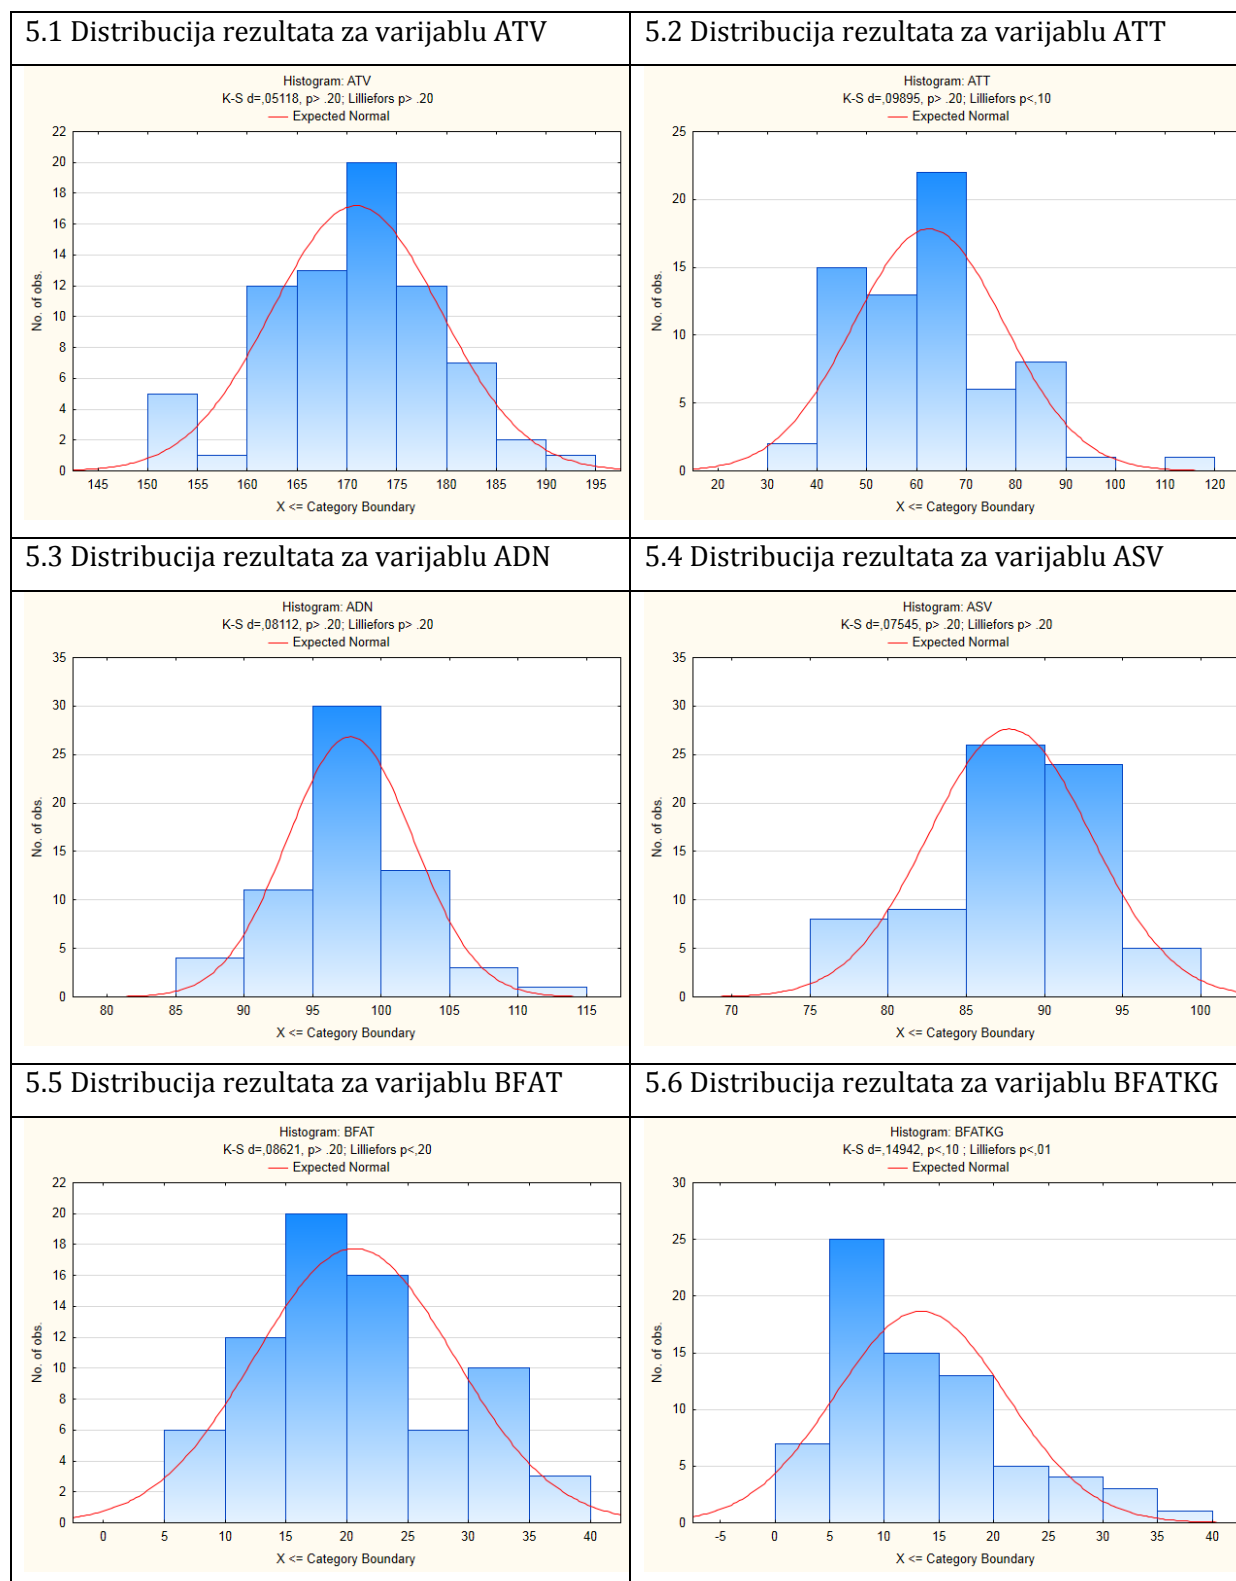 5.1 Distribucija rezultata za varijablu ATV
5.2 Distribucija rezultata za varijablu ATT
Histogram: ATV
K-S d=,05118, p> .20; Lilliefors p> .20
Expected Normal
22
20
18
16
14
12
10
8
6
4
2
0
No. of obs.
145 150 155 160 165 170 175 180 185 190 195
X <= Category Boundary
Histogram: ATT
K-S d=,09895, p> .20; Lilliefors p<,10
Expected Normal
25
20
15
10
5
0
No. of obs.
20 30 40 50 60 70 80 90 100 110 120
X <= Category Boundary
5.3 Distribucija rezultata za varijablu ADN
5.4 Distribucija rezultata za varijablu ASV
Histogram: ADN
K-S d=,08112, p> .20; Lilliefors p> .20
Expected Normal
35
30
25
20
15
10
5
0
No. of obs.
80 85 90 95 100 105 110 115
X <= Category Boundary
Histogram: ASV
K-S d=,07545, p> .20; Lilliefors p> .20
Expected Normal
35
30
25
20
15
10
5
0
No. of obs.
70 75 80 85 90 95 100
X <= Category Boundary
5.5 Distribucija rezultata za varijablu BFAT
5.6 Distribucija rezultata za varijablu BFATKG
Histogram: BFAT
K-S d=,08621, p> .20; Lilliefors p<,20
Expected Normal
22
20
18
16
14
12
10
8
6
4
2
0
No. of obs.
0 5 10 15 20 25 30 35 40
X <= Category Boundary
Histogram: BFATKG
K-S d=,14942, p<,10 ; Lilliefors p<,01
Expected Normal
30
25
20
15
10
5
0
No. of obs.
-5 0 5 10 15 20 25 30 35 40
X <= Category Boundary